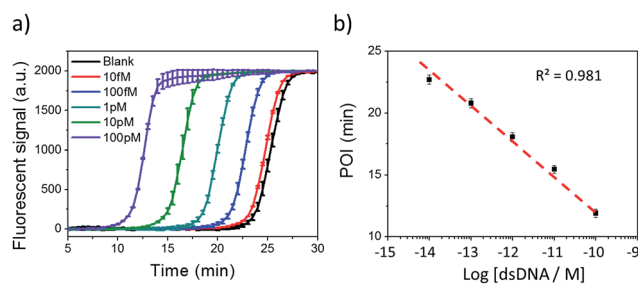 a)
Fluorescent signal (a.u.)
2000
1500
1000
500
0
Blank
10fM
100fM
1pM
10pM
100pM
5 10 15 20 25 30
Time (min)
b)
POI (min)
25
20
15
10
R² = 0.981
-15 -14 -13 -12 -11 -10 -9
Log [dsDNA / M]